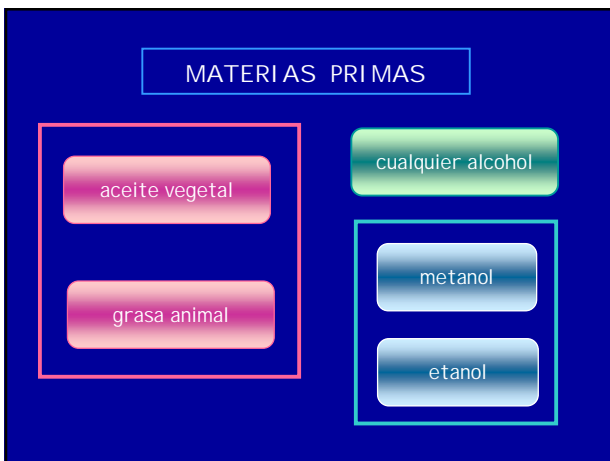 MATERIAS PRIMAS
aceite vegetal
grasa animal
cualquier alcohol
metanol
etanol